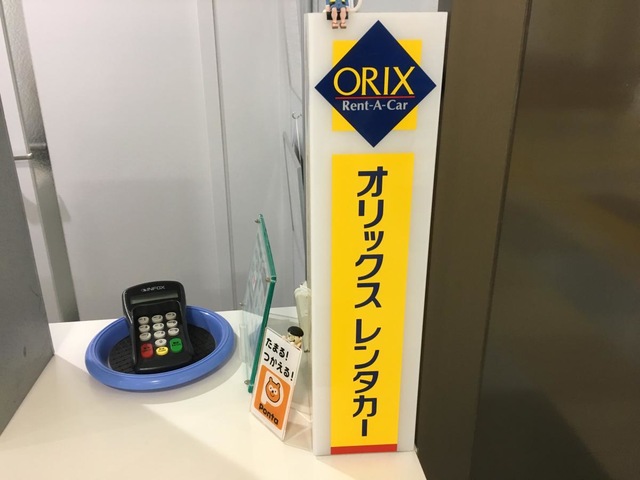 ORIX
Rent-A-Car
オリックス レンタカー
INFOX
たまる!
つかえる!
Ponta